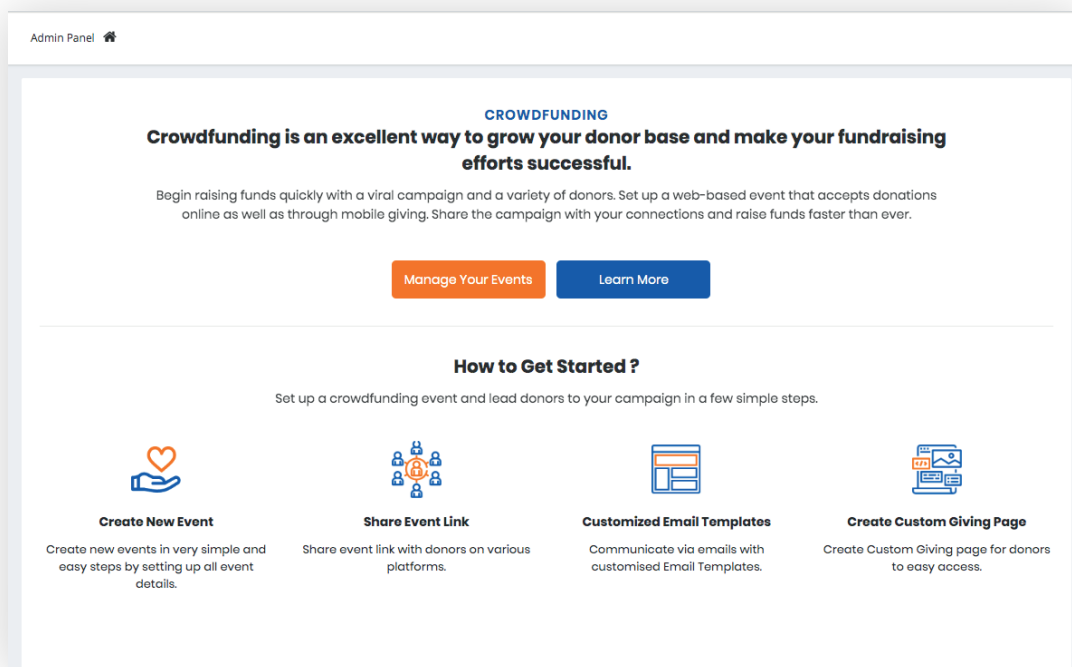 Admin Panel
CROWDFUNDING
Crowdfunding is an excellent way to grow your donor base and make your fundraising
efforts successful.
Begin raising funds quickly with a viral campaign and a variety of donors. Set up a web-based event that accepts donations
online as well as through mobile giving. Share the campaign with your connections and raise funds faster than ever.
Manage Your Events
Learn More
How to Get Started ?
Set up a crowdfunding event and lead donors to your campaign in a few simple steps.
Create New Event
Create new events in very simple and
easy steps by setting up all event
details.
Share Event Link
Share event link with donors on various
platforms.
Customized Email Templates
Communicate via emails with
customised Email Templates.
Create Custom Giving Page
Create Custom Giving page for donors
to easy access.